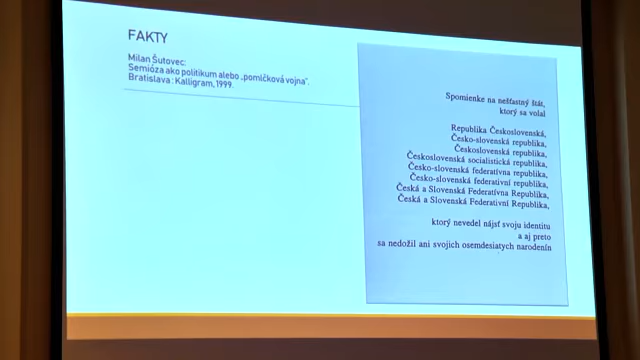 FAKTY
Milan Šutovec:
Semióza ako politikum alebo „pomlčková vojna“.
Bratislava : Kalligram, 1999.
Spomienke na nešťastný štát,
ktorý sa volal
Republika Československá,
Česko-slovenská republika,
Československá republika,
Československá socialistická republika,
Česko-slovenská federatívna republika,
Česko-slovenská federativní republika,
Česká a Slovenská Federatívna Republika,
Česká a Slovenská Federativní Republika,
ktorý nevedel nájsť svoju identitu
a aj preto
sa nedožil ani svojich osemdesiatych narodenín